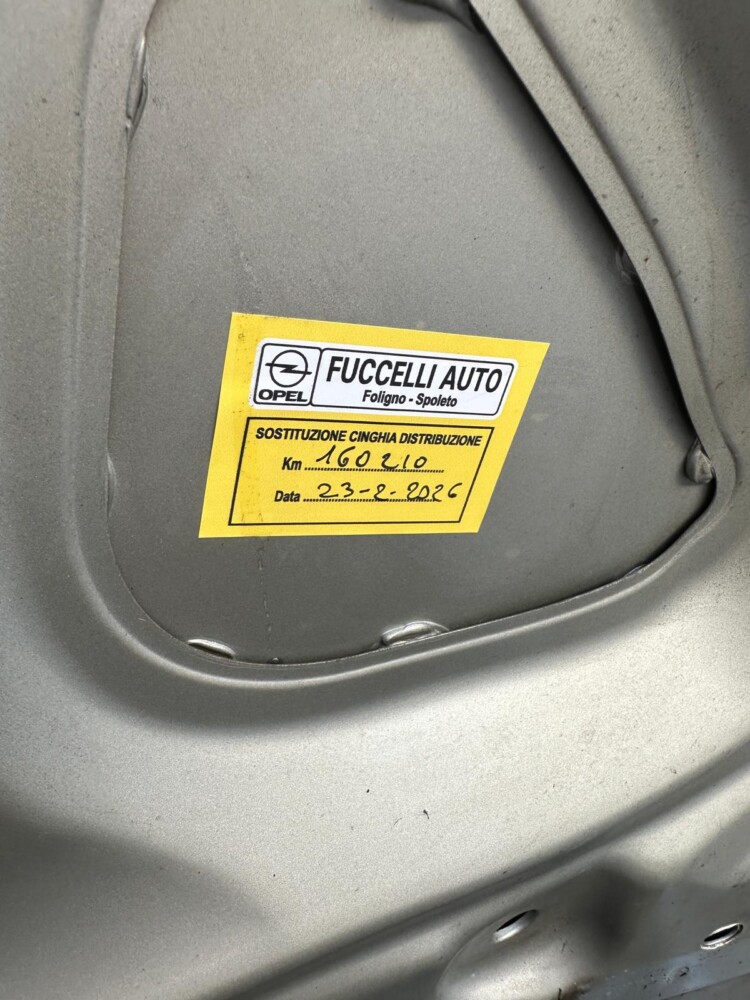 OPEL
FUCCELLI AUTO
Foligno - Spoleto
SOSTITUZIONE CINGHIA DISTRIBUZIONE
Km 160210
Data 23-2-2026